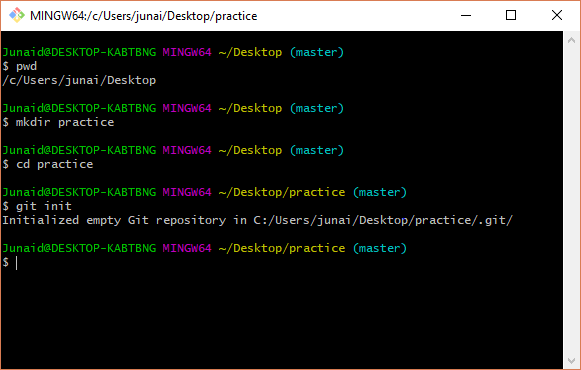 MINGW64:/c/Users/junai/Desktop/practice
Junaid@DESKTOP-KABTBNG MINGW64 ~/Desktop (master)
$ pwd
/c/Users/junai/Desktop
Junaid@DESKTOP-KABTBNG MINGW64 ~/Desktop (master)
$ mkdir practice
Junaid@DESKTOP-KABTBNG MINGW64 ~/Desktop (master)
$ cd practice
Junaid@DESKTOP-KABTBNG MINGW64 ~/Desktop/practice (master)
$ git init
Initialized empty Git repository in C:/Users/junai/Desktop/practice/.git/
Junaid@DESKTOP-KABTBNG MINGW64 ~/Desktop/practice (master)
$